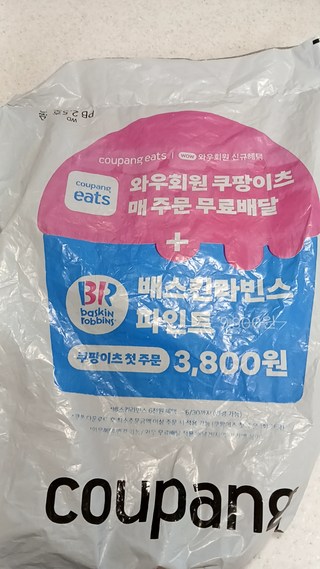 coupang eats | WOW 와우회원 신규혜택
coupang
eats
와우회원 쿠팡이츠
매 주문 무료배달
+
BR
baskin
robbins
배스킨라빈스
파인트
쿠팡이츠 첫 주문 3,800원
coupang